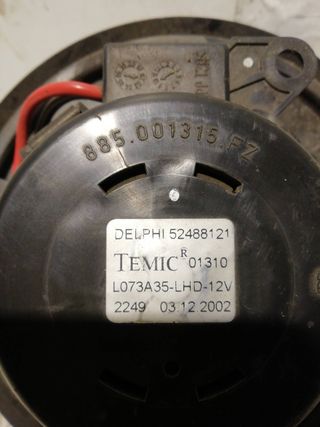 885.001315.FZ
DELPHI 52488121
TEMIC® 01310
L073A35-LHD-12V
2249 03.12.2002